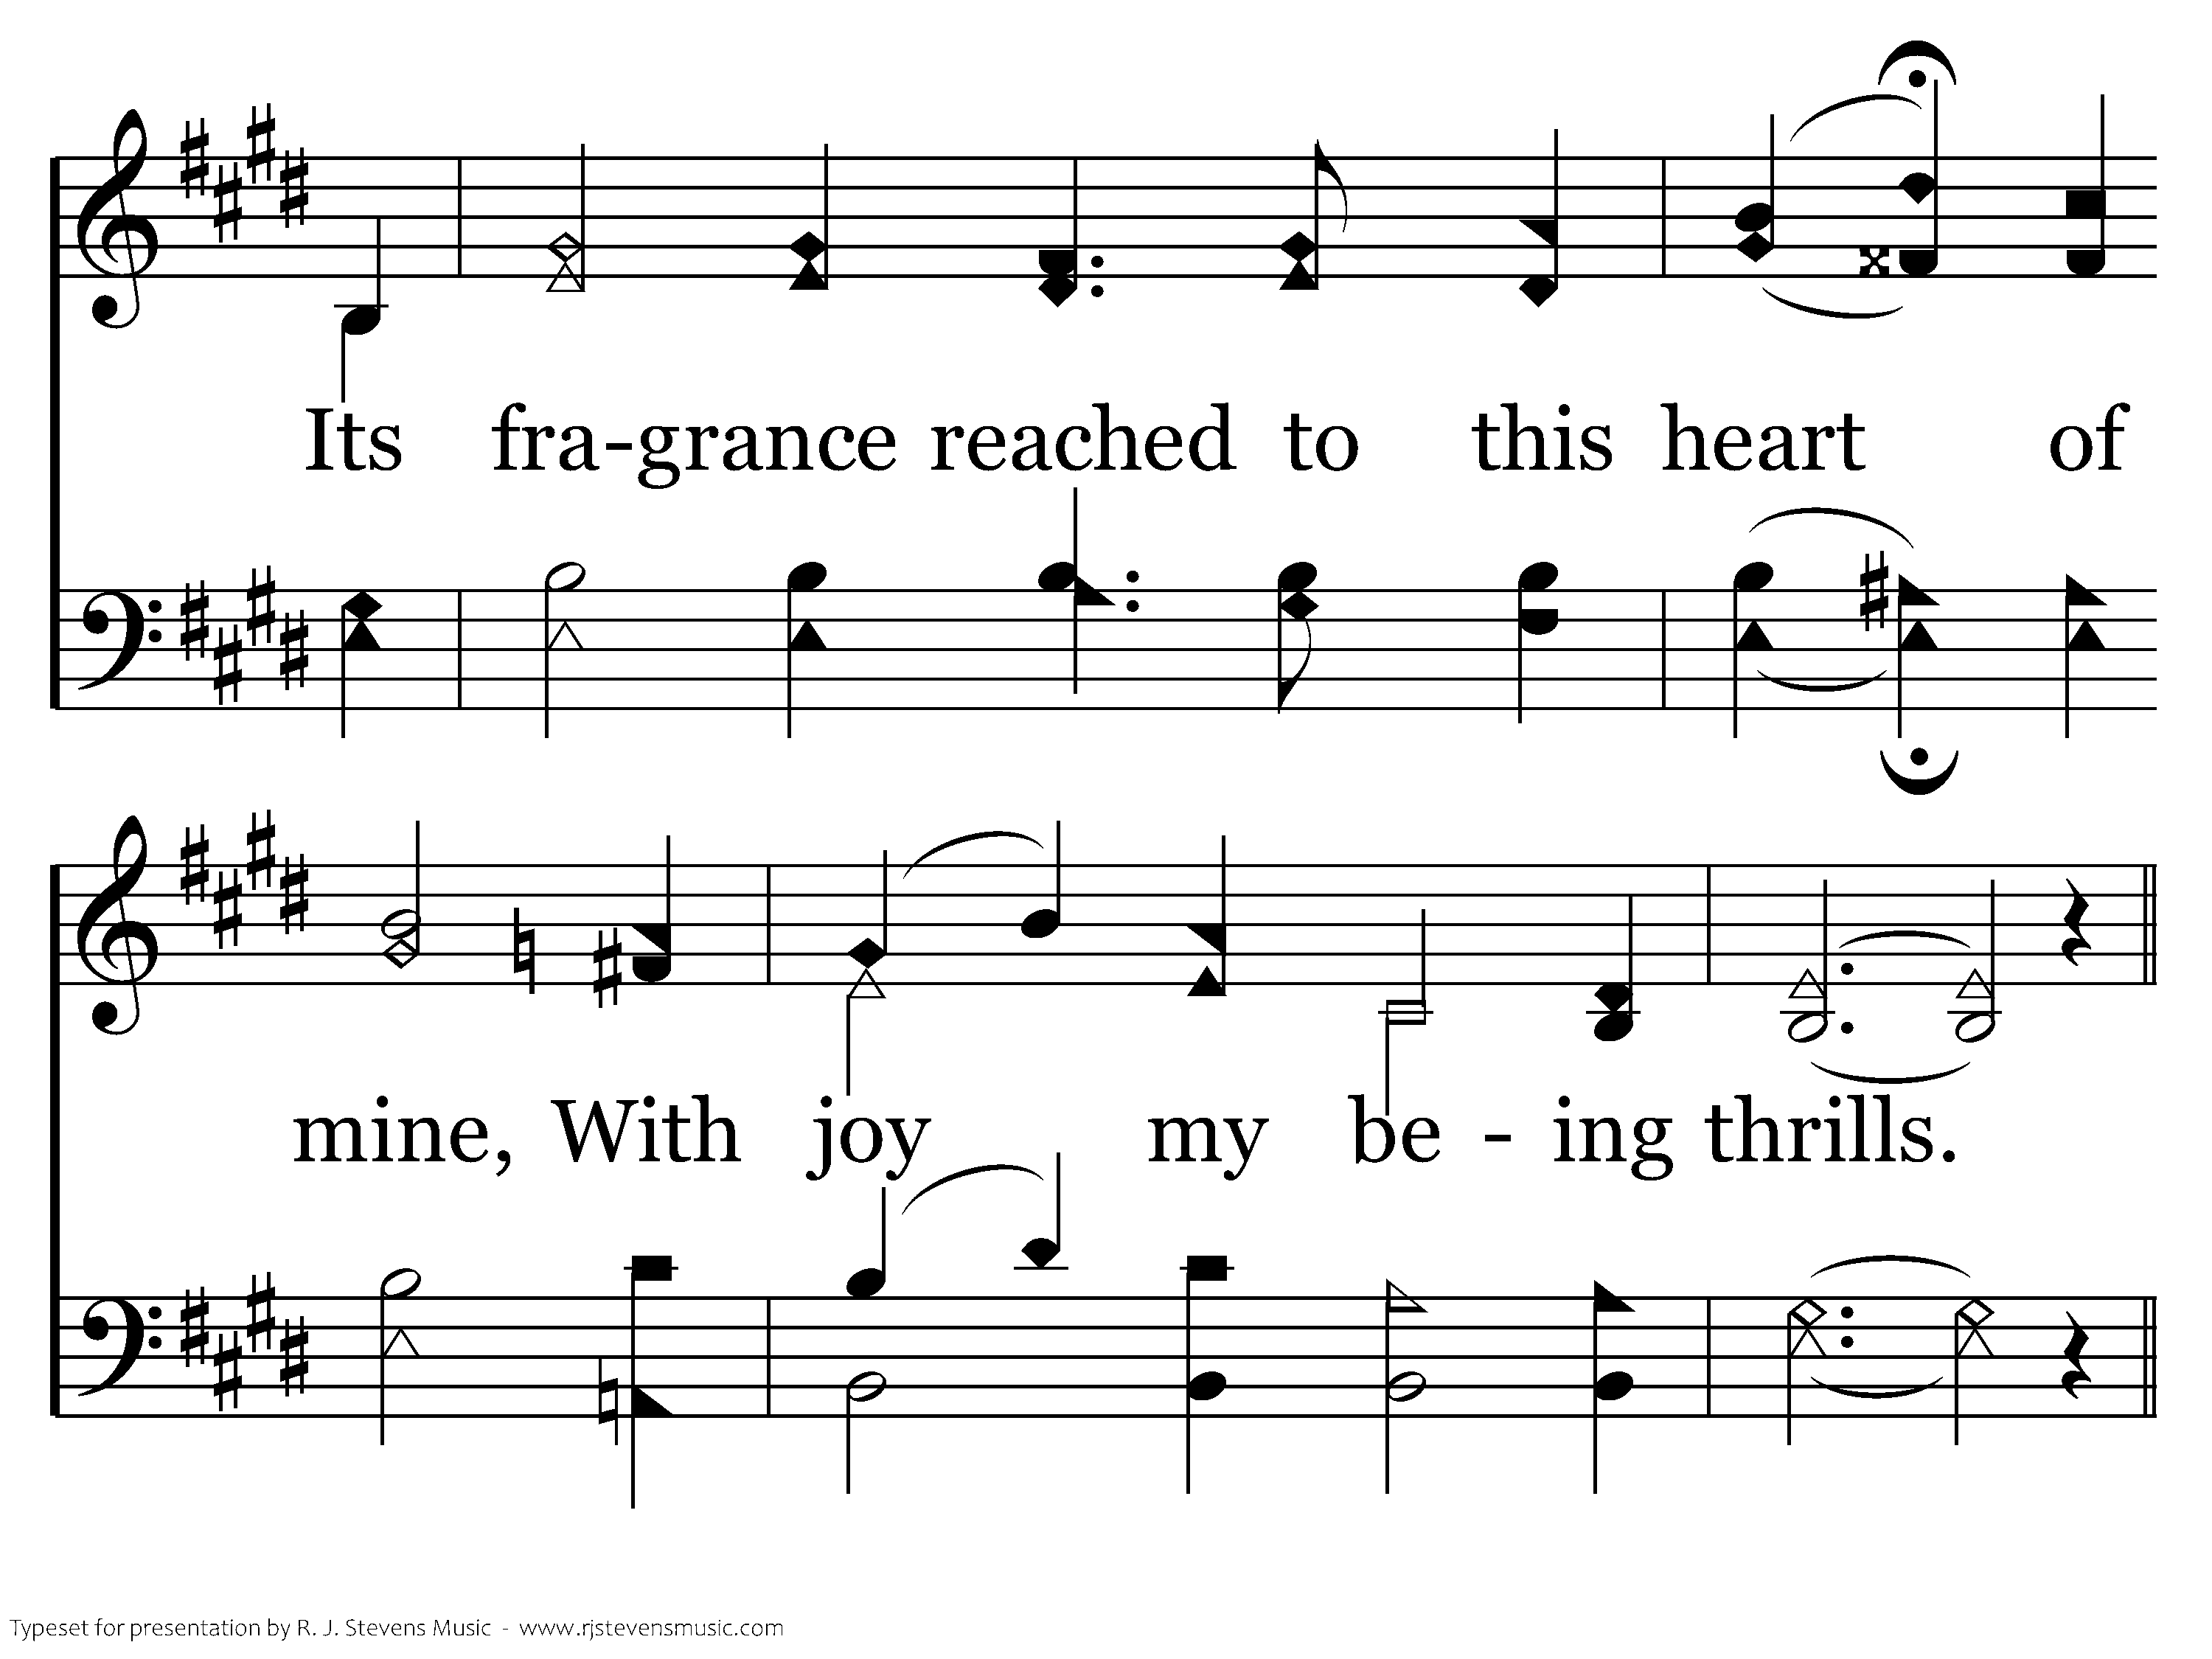 Its fra-grance reached to this heart of
mine, With joy my be - ing thrills.
Typeset for presentation by R. J. Stevens Music - www.rjstevensmusic.com